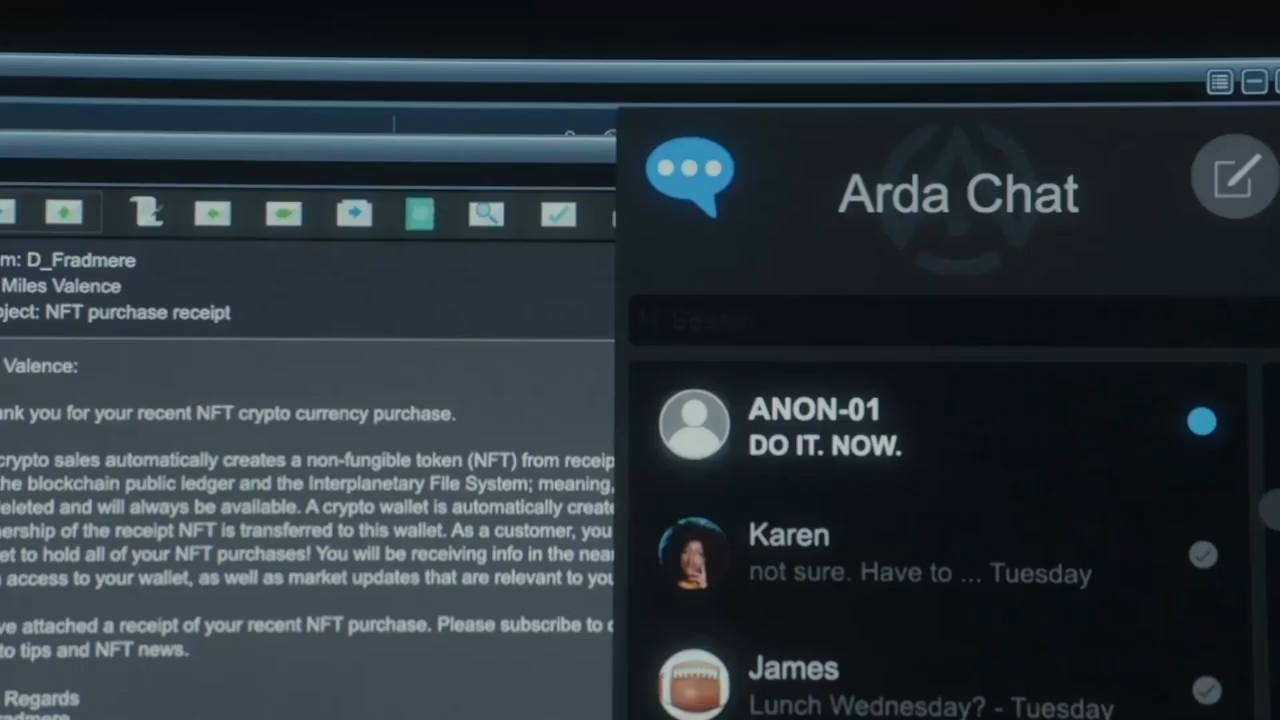 m: D_Fradmere
Miles Valence
ject: NFT purchase receipt
Valence:
nk you for your recent NFT crypto currency purchase.
crypto sales automatically creates a non-fungible token (NFT) from receip
he blockchain public ledger and the Interplanetary File System; meaning,
eleted and will always be available. A crypto wallet is automatically create
nership of the receipt NFT is transferred to this wallet. As a customer, you
et to hold all of your NFT purchases! You will be receiving info in the near
access to your wallet, as well as market updates that are relevant to you
ve attached a receipt of your recent NFT purchase. Please subscribe to
to tips and NFT news.
Regards
Arda Chat
Search
ANON-01
DO IT. NOW.
Karen
not sure. Have to ... Tuesday
James
Lunch Wednesday? - Tuesday